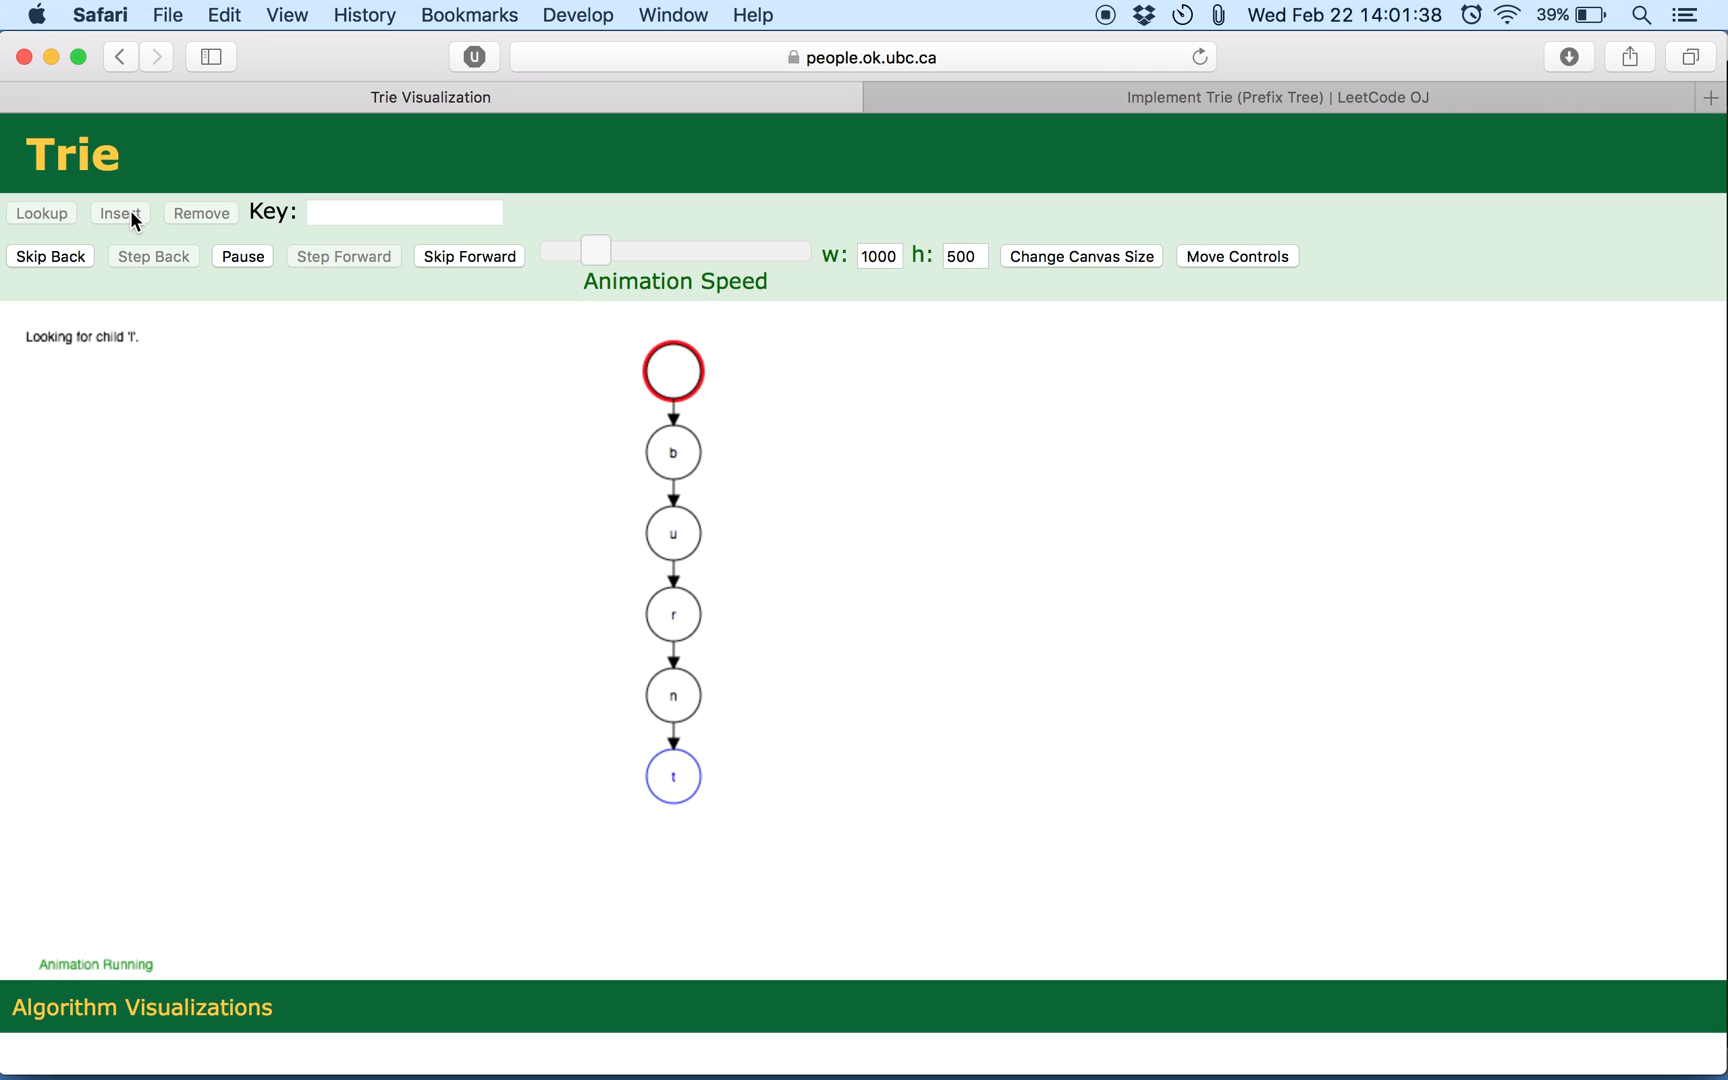 Safari File Edit View History Bookmarks Develop Window Help Wed Feb 22 14:01:38 39%
U people.ok.ubc.ca
Trie Visualization Implement Trie (Prefix Tree) | LeetCode OJ +
Trie
Lookup Insert Remove Key:
Skip Back Step Back Pause Step Forward Skip Forward w: 1000 h: 500 Change Canvas Size Move Controls
Animation Speed
Looking for child 'l'.
b
u
r
n
t
Animation Running
Algorithm Visualizations